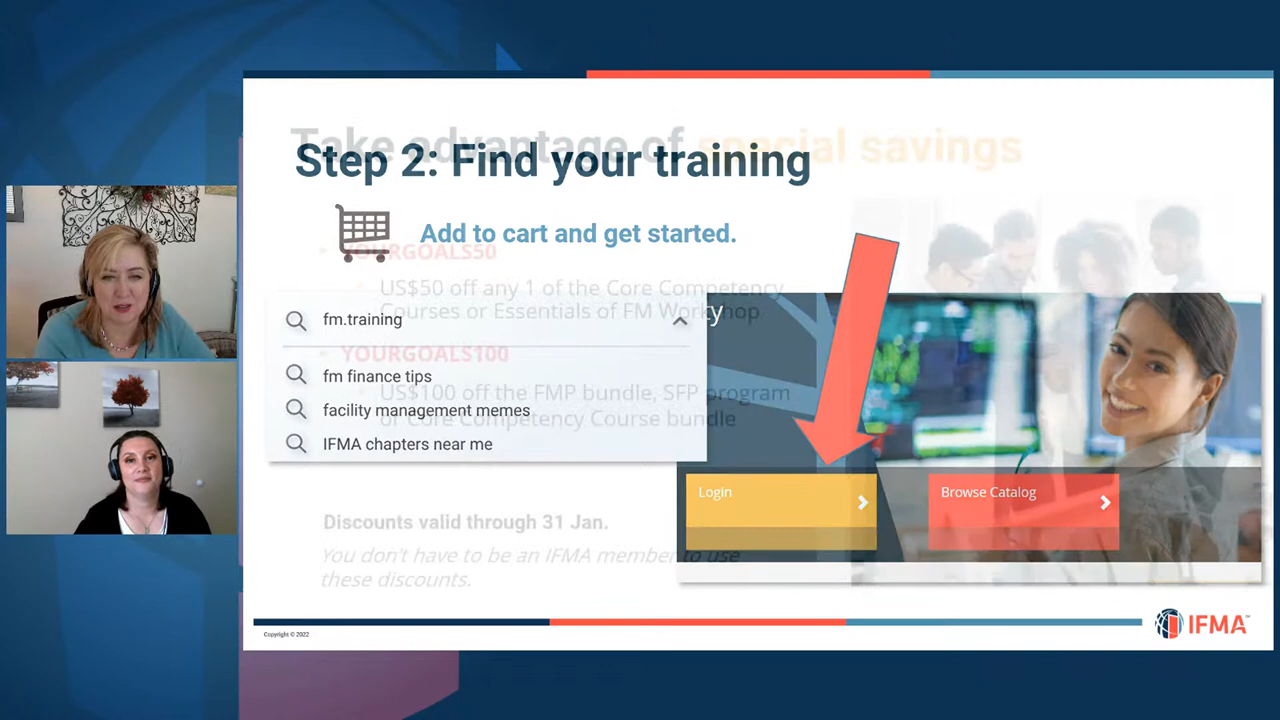 Take advantage of special savings
Step 2: Find your training
Add to cart and get started.
YOURGOALS50
US$50 off any 1 of the Core Competency
Courses or Essentials of FM Workshop
ty
fm.training
YOURGOALS100
fm finance tips
US$100 off the FMP bundle, SFP program
or Core Competency Course bundle
facility management memes
IFMA chapters near me
Login
Browse Catalog
Discounts valid through 31 Jan.
You don't have to be an IFMA member to use
these discounts.
Copyright © 2022
IFMA